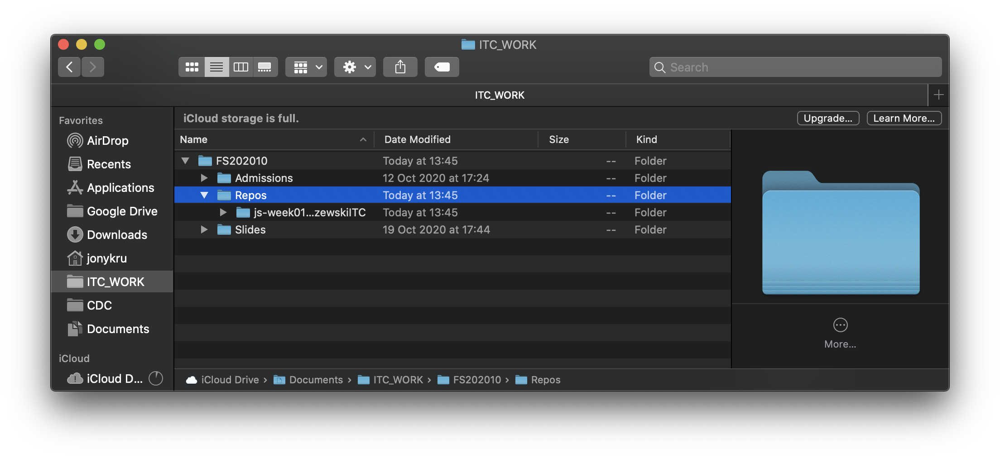 ITC_WORK
Search
ITC_WORK
Favorites
AirDrop
Recents
Applications
Google Drive
Downloads
jonykru
ITC_WORK
CDC
Documents
iCloud
iCloud D...
iCloud storage is full.
Upgrade...
Learn More...
Name Date Modified Size Kind
FS202010 Today at 13:45 -- Folder
Admissions 12 Oct 2020 at 17:24 -- Folder
Repos Today at 13:45 -- Folder
js-week01...zewskiITC Today at 13:45 -- Folder
Slides 19 Oct 2020 at 17:44 -- Folder
More...
iCloud Drive › Documents › ITC_WORK › FS202010 › Repos